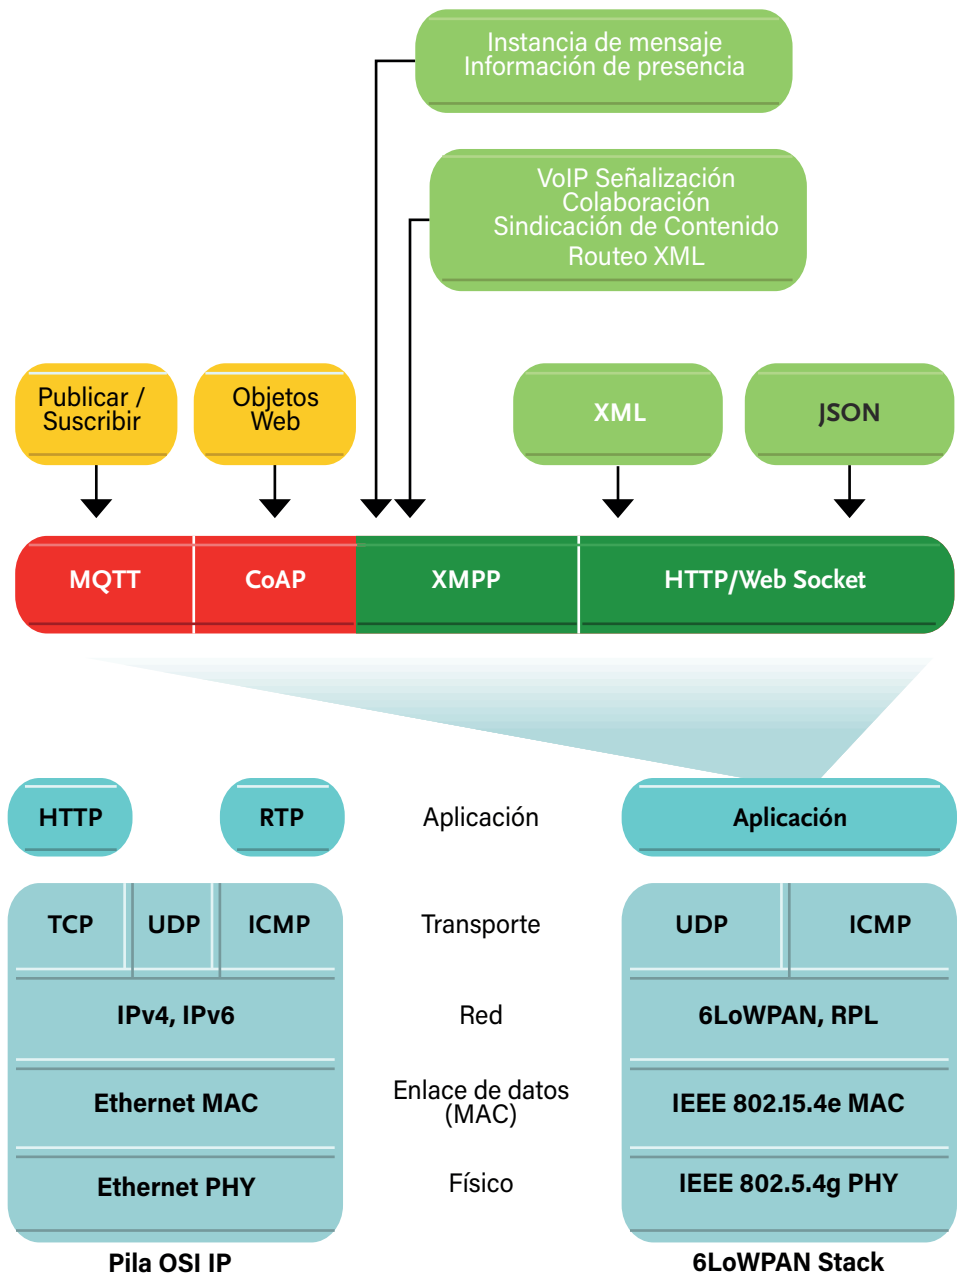 Instancia de mensaje
Información de presencia
VoIP Señalización
Colaboración
Sindicación de Contenido
Routeo XML
Publicar /
Suscribir
Objetos
Web
XML
JSON
MQTT
CoAP
XMPP
HTTP/Web Socket
HTTP
RTP
Aplicación
Aplicación
TCP
UDP
ICMP
Transporte
UDP
ICMP
IPv4, IPv6
Red
6LoWPAN, RPL
Ethernet MAC
Enlace de datos
(MAC)
IEEE 802.15.4e MAC
Ethernet PHY
Físico
IEEE 802.5.4g PHY
Pila OSI IP
6LoWPAN Stack